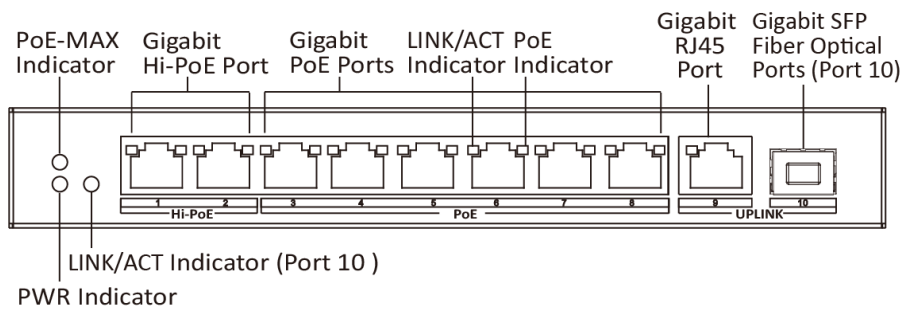 PoE-MAX
Indicator
Gigabit
Hi-PoE Port
Gigabit
PoE Ports
LINK/ACT
Indicator
PoE
Indicator
Gigabit
RJ45
Port
Gigabit SFP
Fiber Optical
Ports (Port 10)
1 2 3 4 5 6 7 8 9 10
Hi-PoE PoE UPLINK
LINK/ACT Indicator (Port 10 )
PWR Indicator